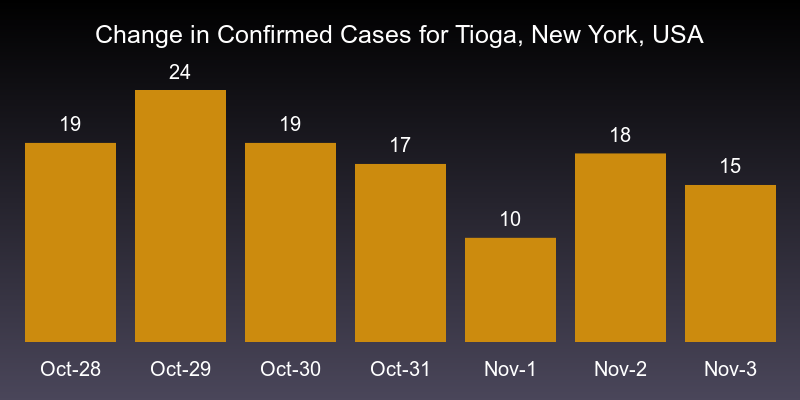 Change in Confirmed Cases for Tioga, New York, USA
19 24 19 17 10 18 15
Oct-28 Oct-29 Oct-30 Oct-31 Nov-1 Nov-2 Nov-3